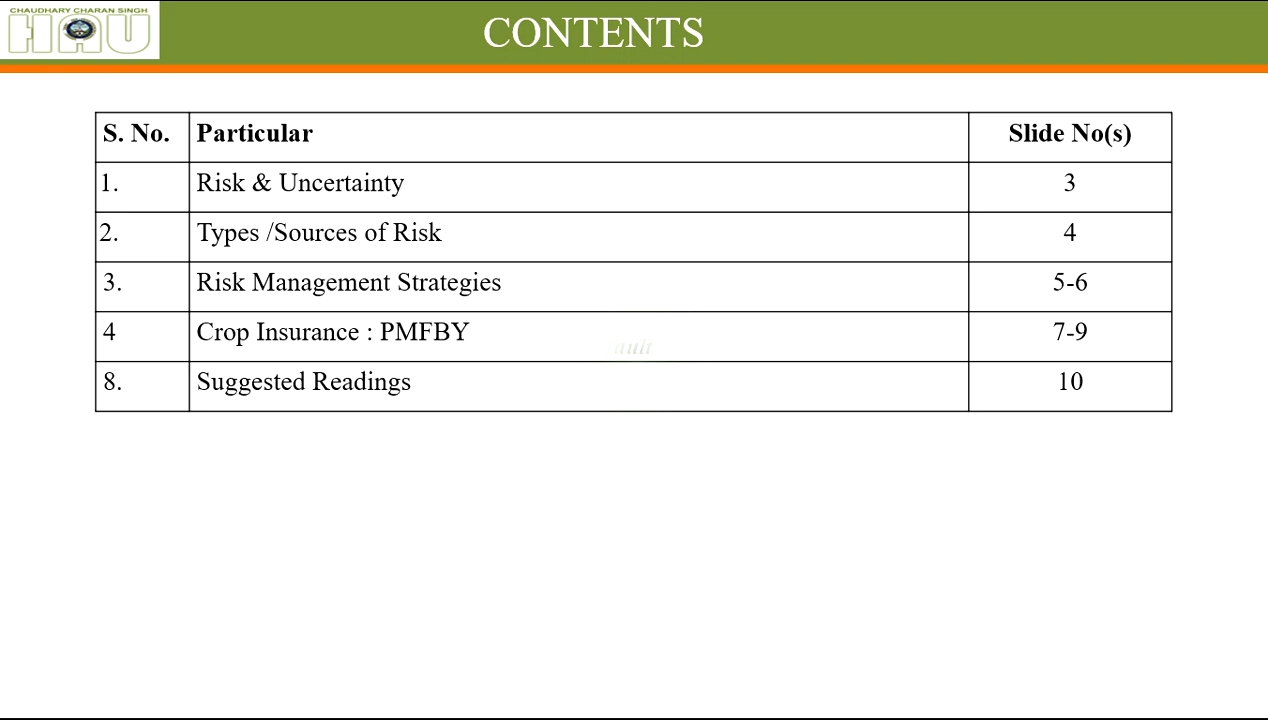 CHAUDHARY CHARAN SINGH
HAU
CONTENTS
S. No. Particular Slide No(s)
1. Risk & Uncertainty 3
2. Types /Sources of Risk 4
3. Risk Management Strategies 5-6
4 Crop Insurance : PMFBY 7-9
8. Suggested Readings 10